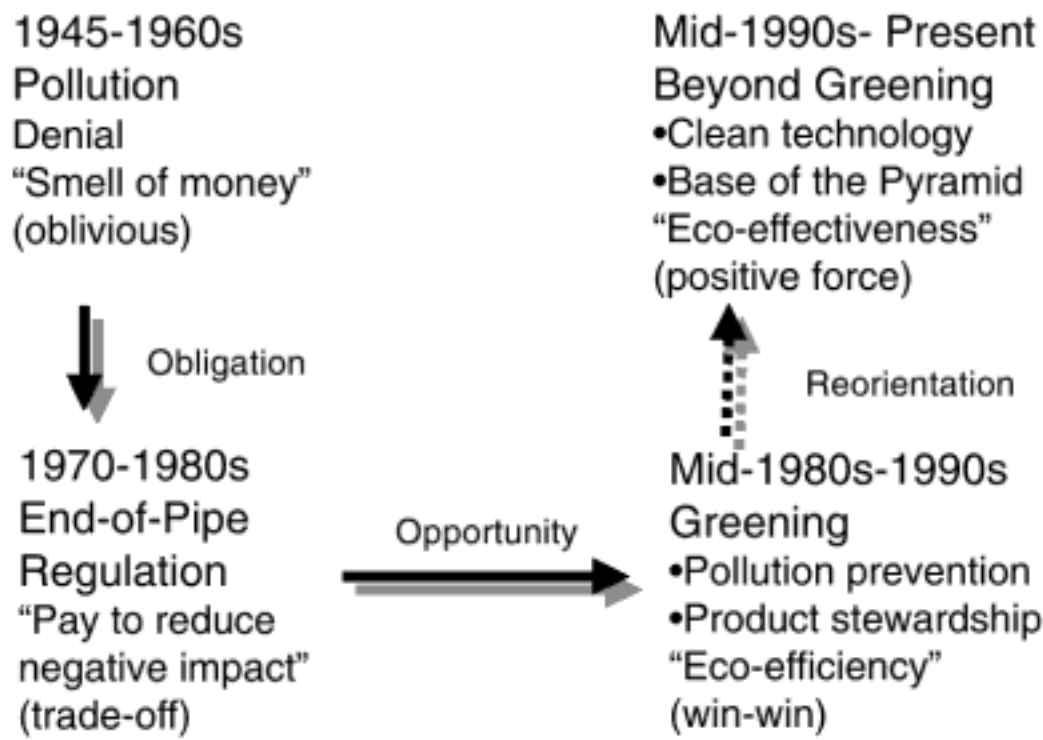 1945-1960s
Pollution
Denial
“Smell of money”
(oblivious)
Obligation
1970-1980s
End-of-Pipe
Regulation
“Pay to reduce
negative impact”
(trade-off)
Opportunity
Mid-1980s-1990s
Greening
•Pollution prevention
•Product stewardship
“Eco-efficiency”
(win-win)
Reorientation
Mid-1990s- Present
Beyond Greening
•Clean technology
•Base of the Pyramid
“Eco-effectiveness”
(positive force)